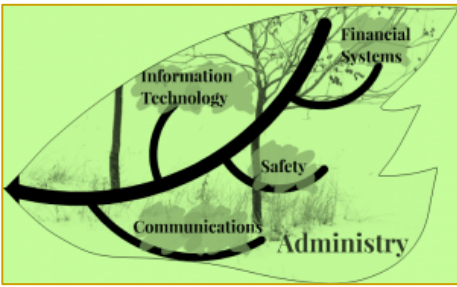 Financial
Systems
Information
Technology
Safety
Communications
Administry